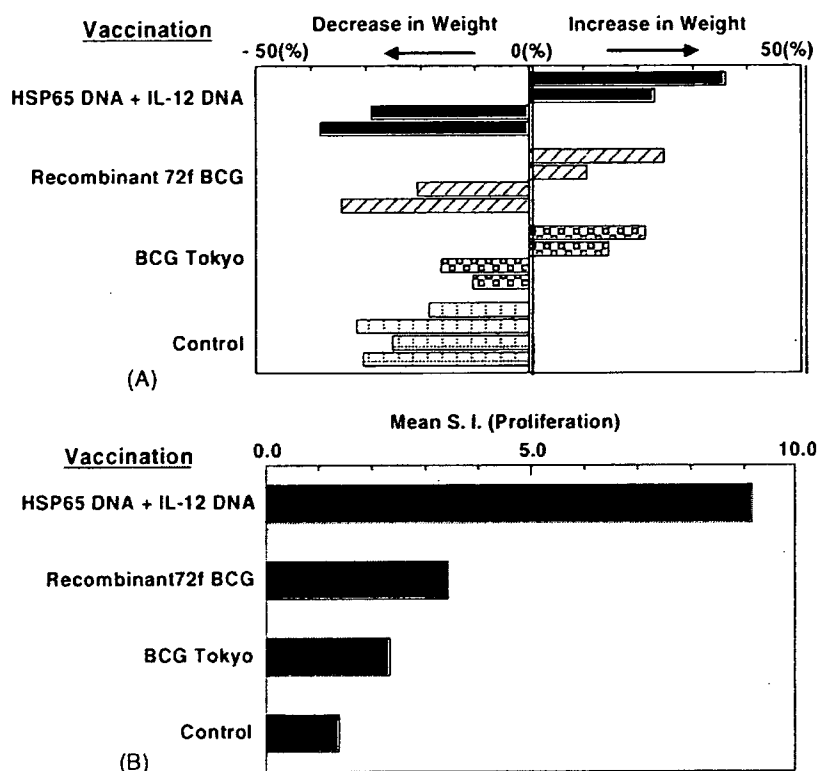 Vaccination
Decrease in Weight
Increase in Weight
- 50(%)
0(%)
50(%)
HSP65 DNA + IL-12 DNA
Recombinant 72f BCG
BCG Tokyo
Control
(A)
Mean S. I. (Proliferation)
Vaccination
0.0
5.0
10.0
HSP65 DNA + IL-12 DNA
Recombinant72f BCG
BCG Tokyo
Control
(B)